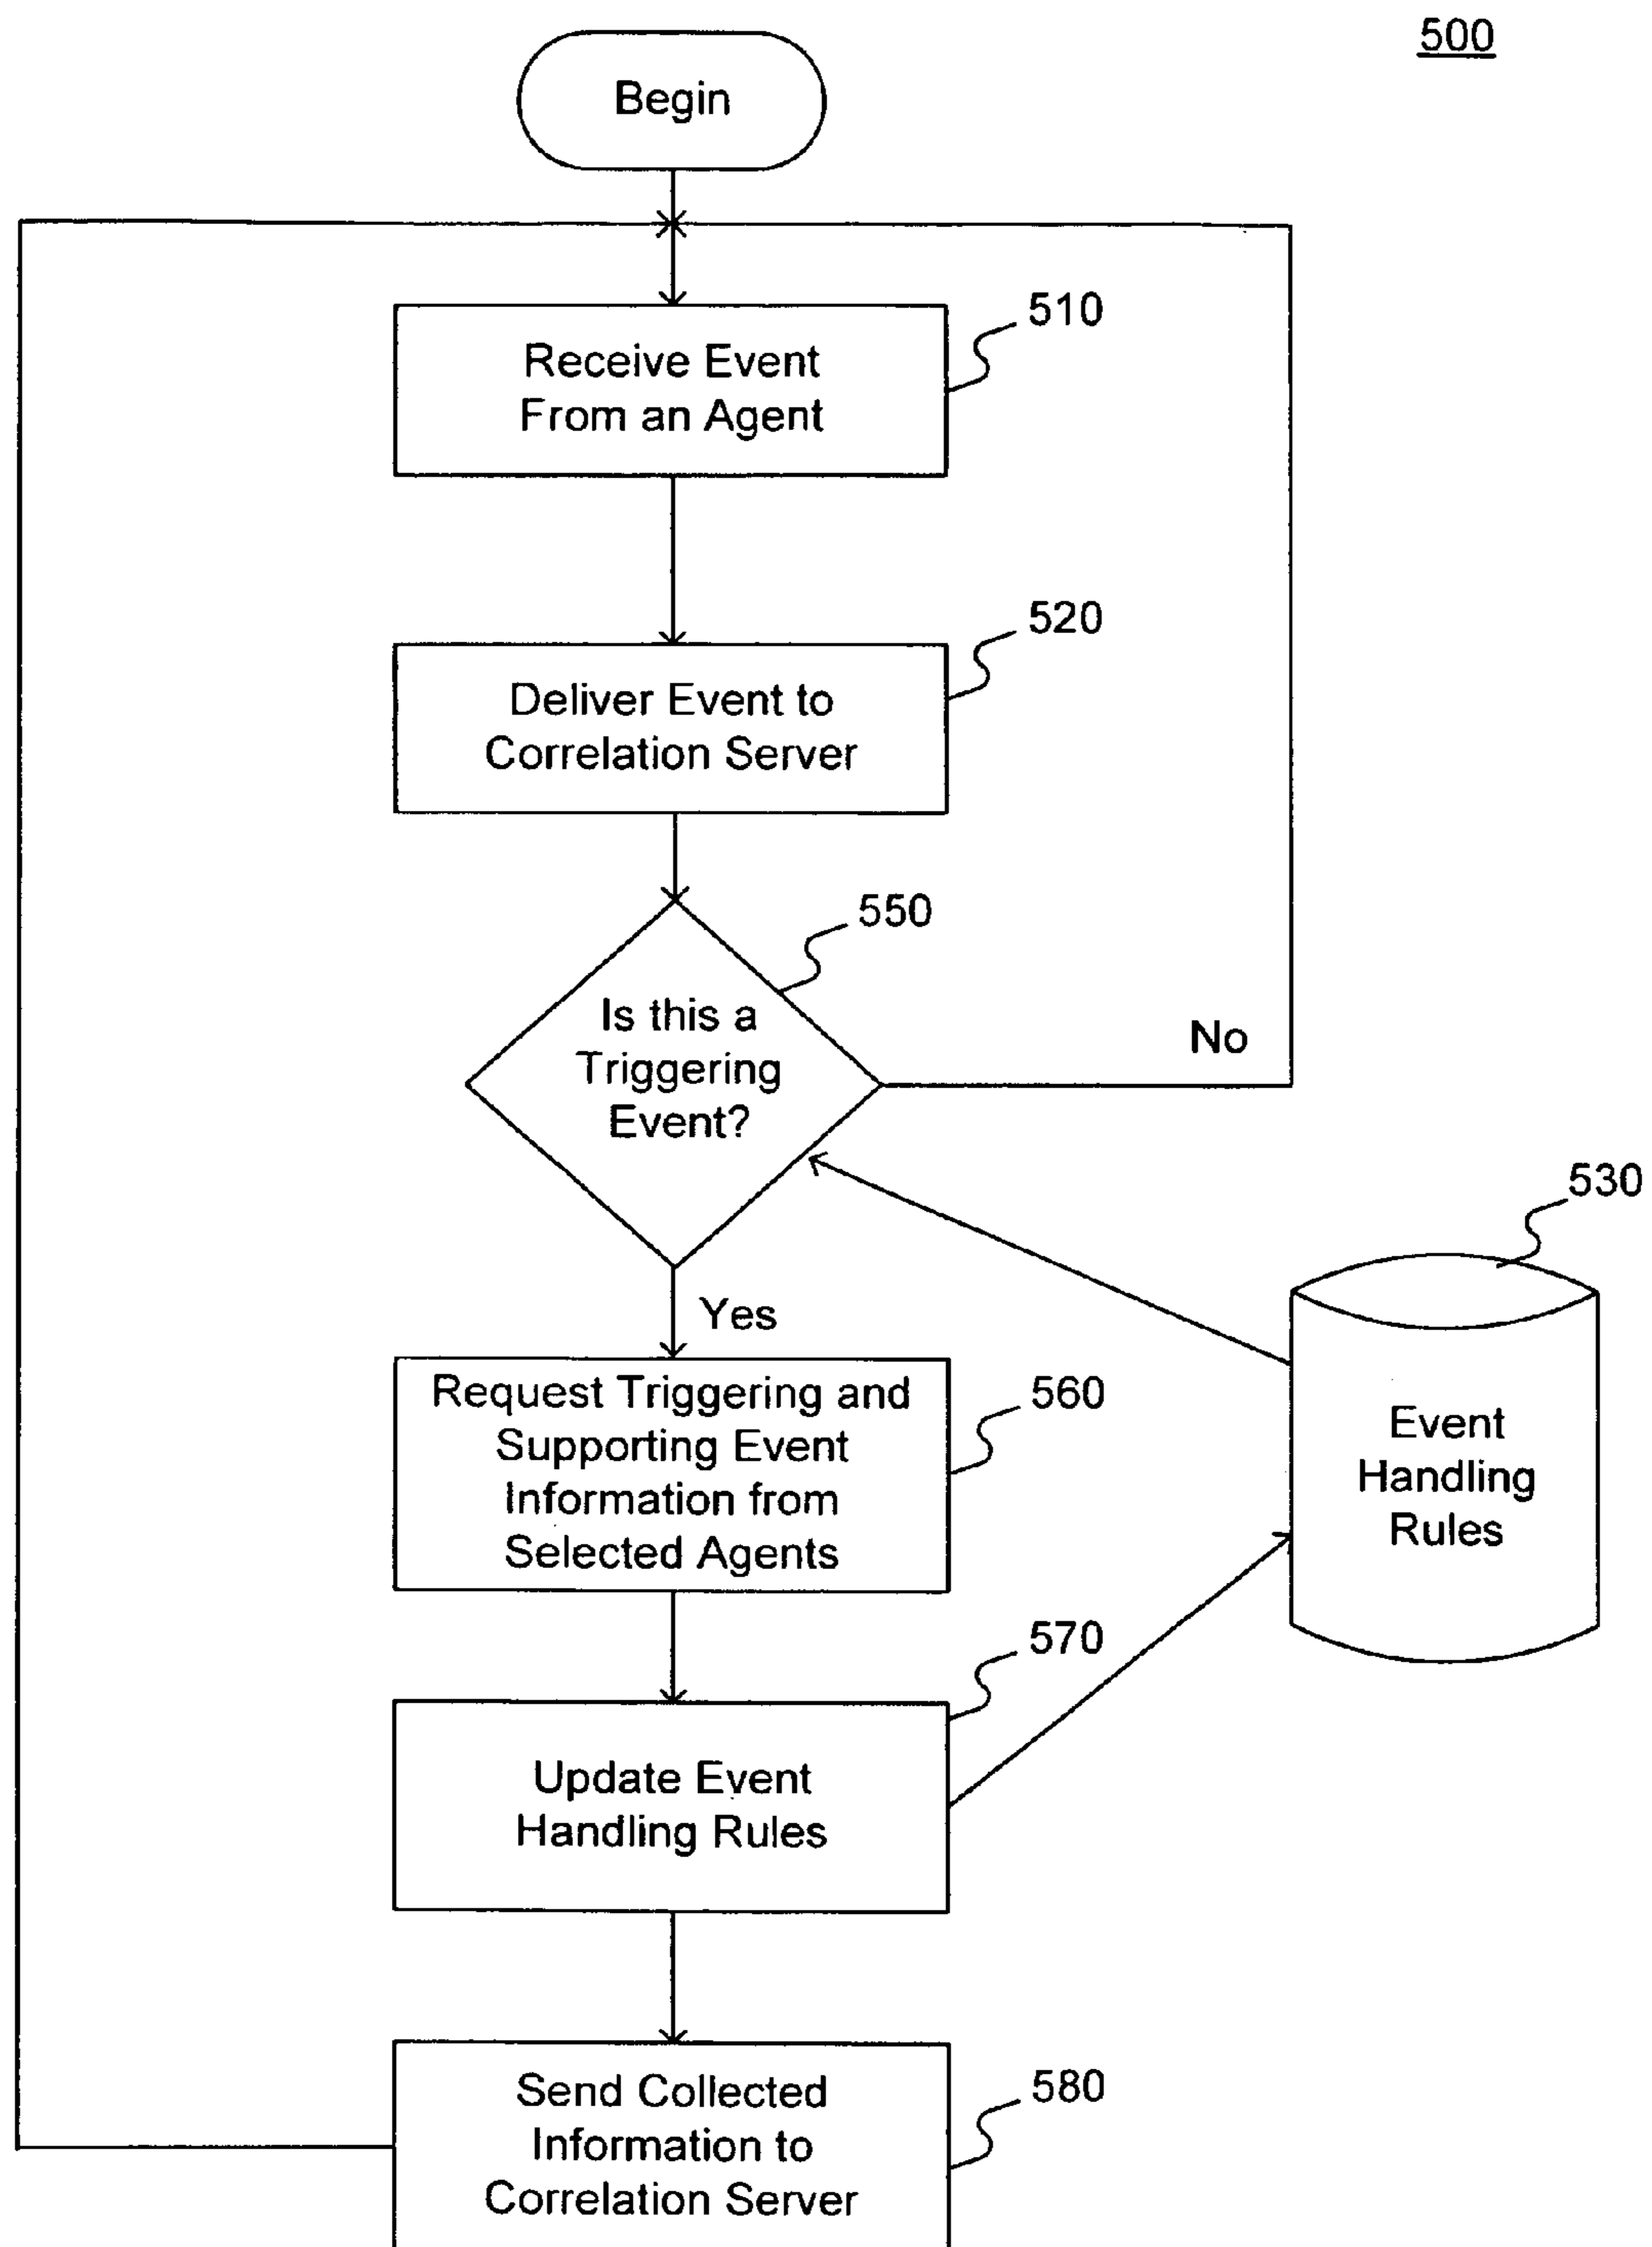 500
Begin
510
Receive Event
From an Agent
520
Deliver Event to
Correlation Server
550
Is this a
Triggering
Event?
No
530
Yes
Request Triggering and
Supporting Event
Information from
Selected Agents
560
Event
Handling
Rules
570
Update Event
Handling Rules
580
Send Collected
Information to
Correlation Server